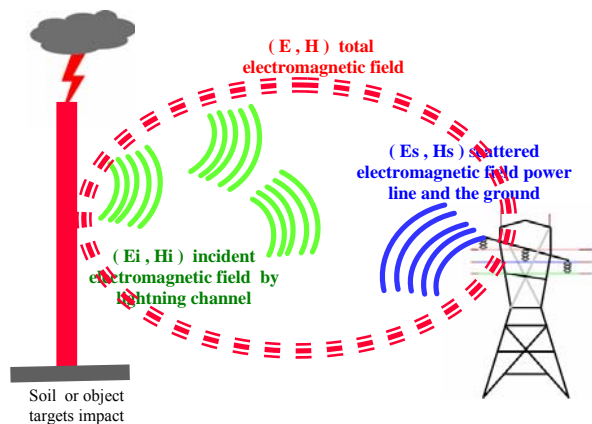 ( E , H ) total
electromagnetic field
( Es , Hs ) scattered
electromagnetic field power
line and the ground
( Ei , Hi ) incident
electromagnetic field by
lightning channel
Soil or object
targets impact